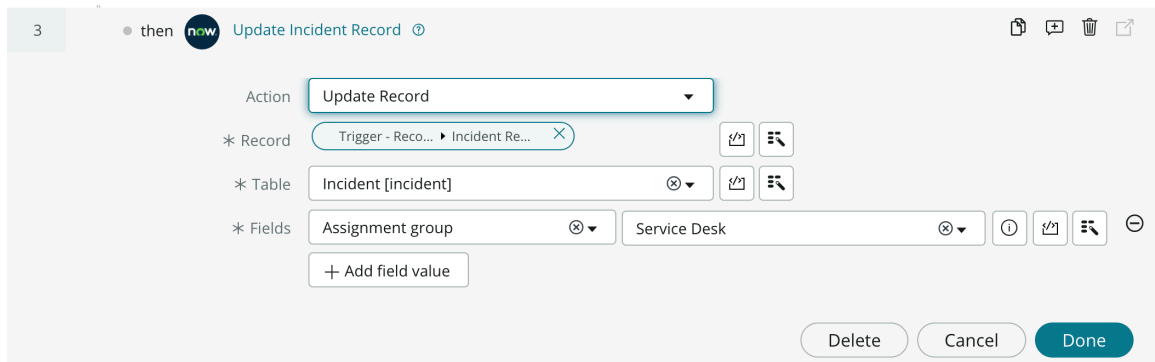 3 then now Update Incident Record
Action Update Record
* Record Trigger - Reco... Incident Re...
* Table Incident [incident]
* Fields Assignment group Service Desk
+ Add field value
Delete Cancel Done